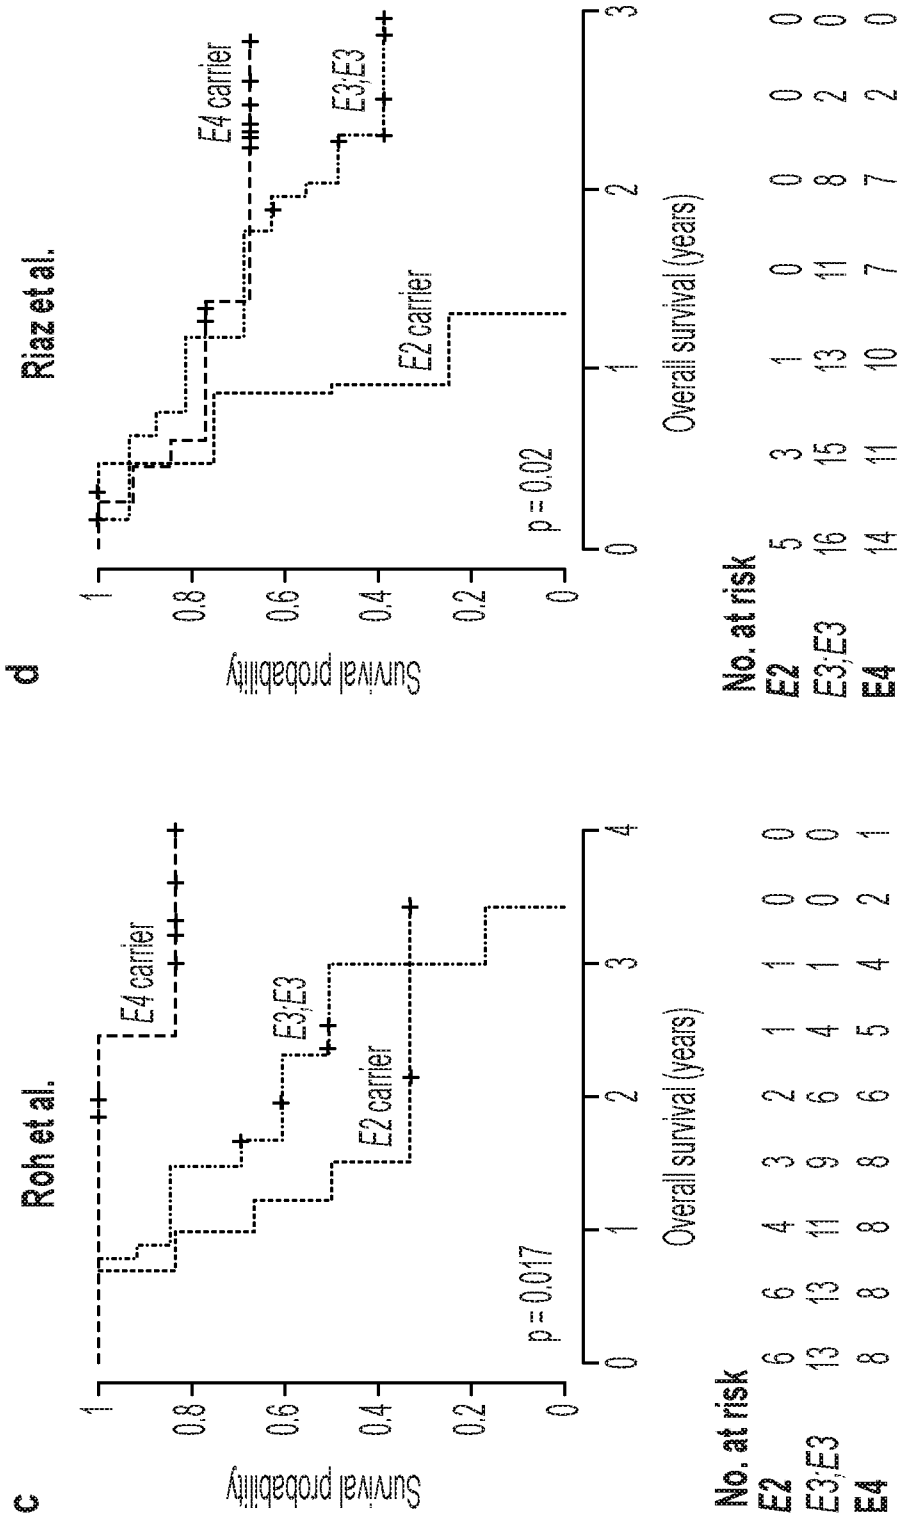 c
Roh et al.
Survival probability
1
0.8
0.6
0.4
0.2
0
E4 carrier
E3;E3
E2 carrier
p = 0.017
0 1 2 3 4
Overall survival (years)
No. at risk
E2 6 6 4 3 2 1 1 0 0
E3;E3 13 13 11 9 6 4 1 0 0
E4 8 8 8 8 6 5 4 2 1
d
Riaz et al.
Survival probability
1
0.8
0.6
0.4
0.2
0
E4 carrier
E3;E3
E2 carrier
p = 0.02
0 1 2 3
Overall survival (years)
No. at risk
E2 5 3 1 0 0 0 0
E3;E3 16 15 13 11 8 2 0
E4 14 11 10 7 7 2 0